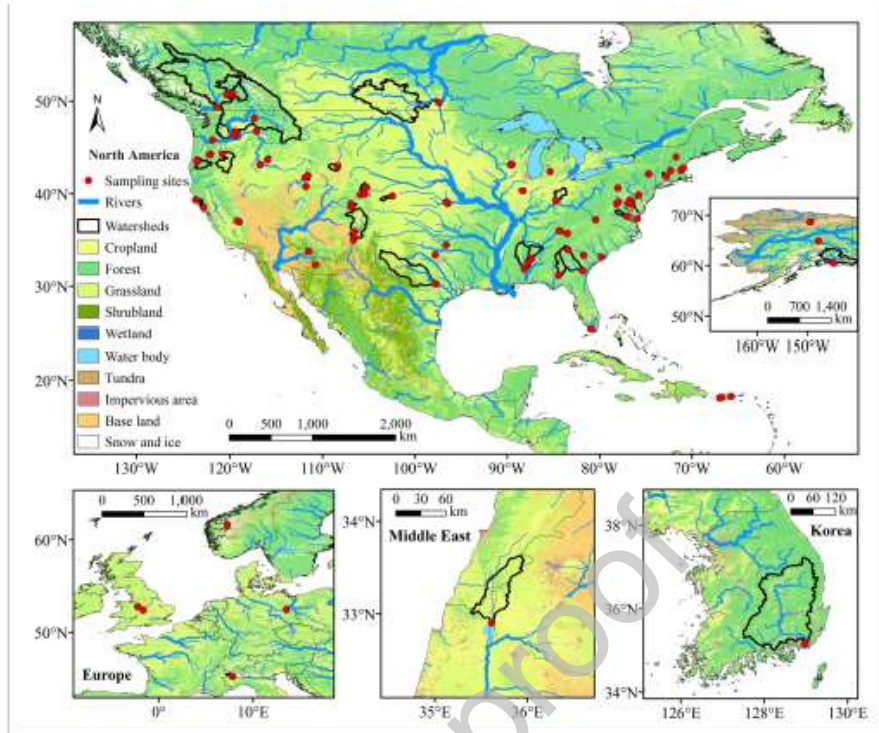 50°N
40°N
30°N
20°N
N
North America
Sampling sites
Rivers
Watersheds
Cropland
Forest
Grassland
Shrubland
Wetland
Water body
Tundra
Impervious area
Base land
Snow and ice
0 500 1,000 2,000
km
70°N
60°N
50°N
0 700 1,400
km
160°W 150°W
130°W 120°W 110°W 100°W 90°W 80°W 70°W 60°W
0 500 1,000
km
60°N
50°N
Europe
0° 10°E
0 30 60
km
34°N
Middle East
33°N
35°E 36°E
0 60 120
km
38°N
Korea
36°N
34°N
126°E 128°E 130°E
proof